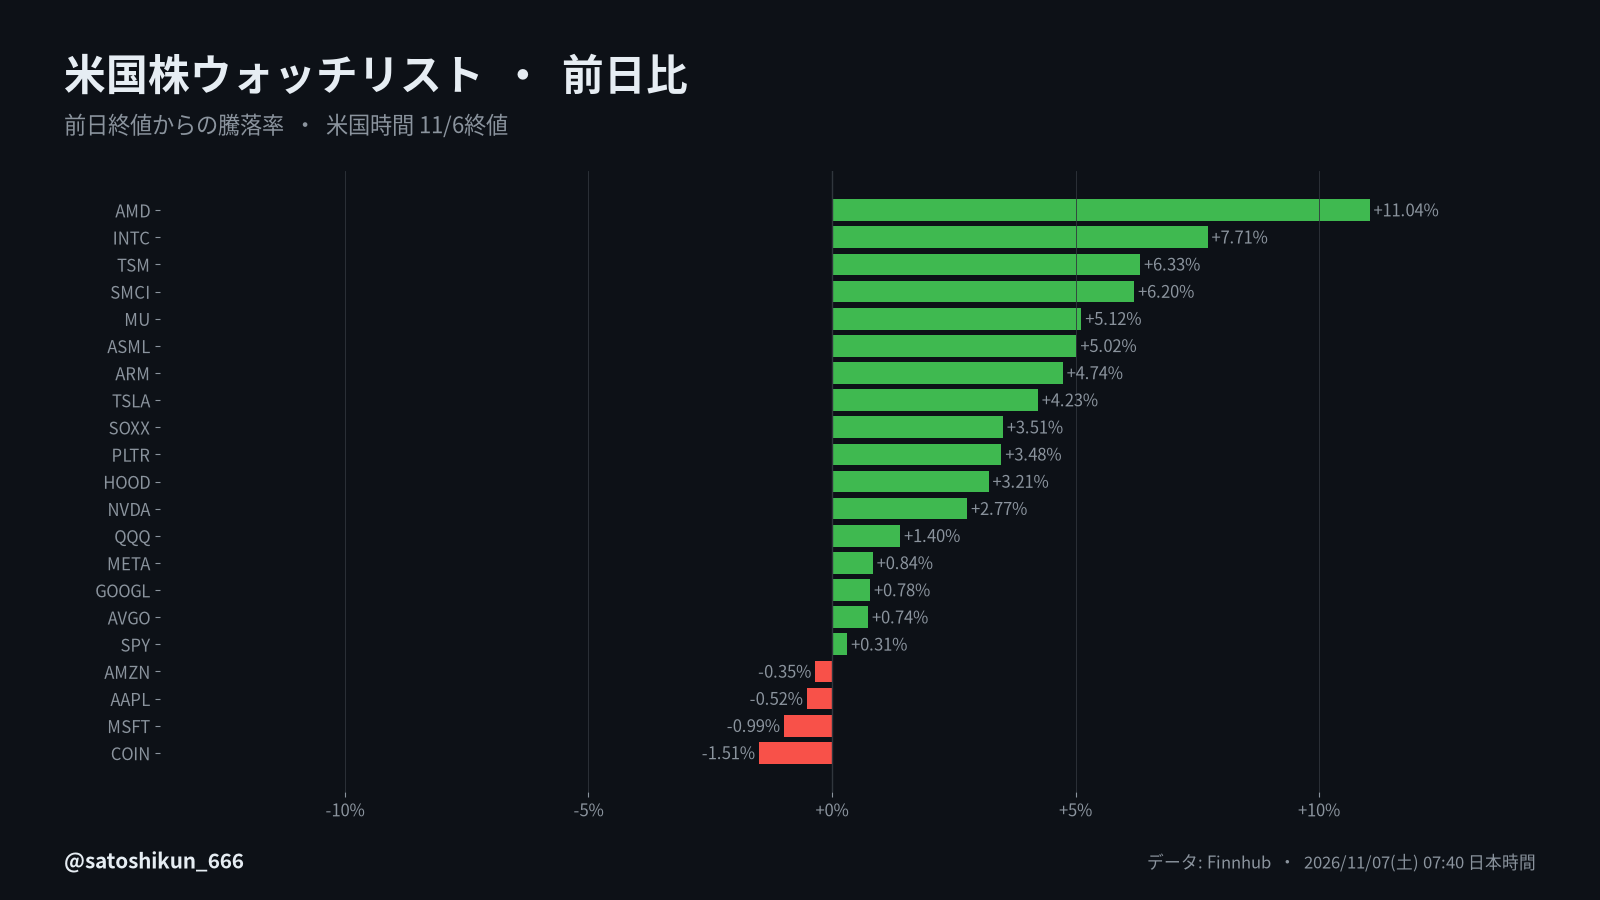 米国株ウォッチリスト ・ 前日比
前日終値からの騰落率 ・ 米国時間 11/6終値
AMD +11.04%
INTC +7.71%
TSM +6.33%
SMCI +6.20%
MU +5.12%
ASML +5.02%
ARM +4.74%
TSLA +4.23%
SOXX +3.51%
PLTR +3.48%
HOOD +3.21%
NVDA +2.77%
QQQ +1.40%
META +0.84%
GOOGL +0.78%
AVGO +0.74%
SPY +0.31%
AMZN -0.35%
AAPL -0.52%
MSFT -0.99%
COIN -1.51%
-10% -5% +0% +5% +10%
@satoshikun_666
データ: Finnhub ・ 2026/11/07(土) 07:40 日本時間